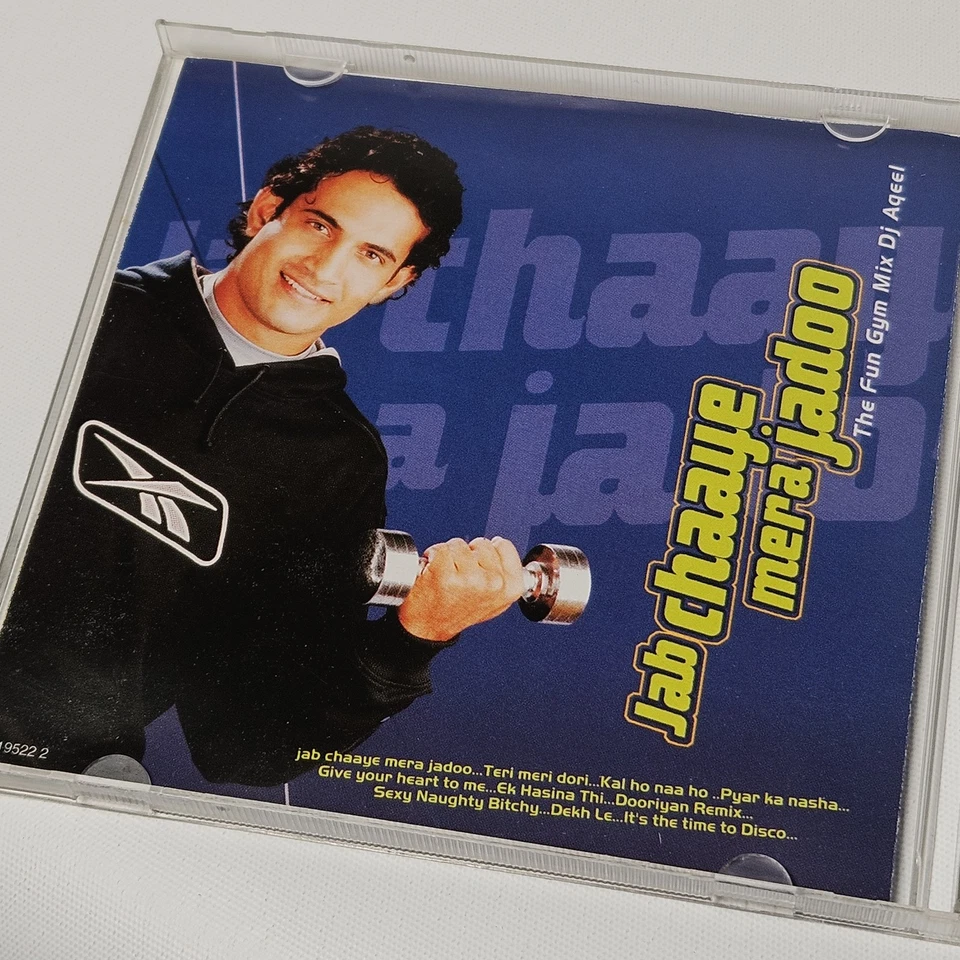 The Fun Gym Mix Dj Aqeel
Jab chaaye
mera jadoo
chaay
a jado
19522 2
jab chaaye mera jadoo...Teri meri dori...Kal ho naa ho ..Pyar ka nasha...
Give your heart to me...Ek Hasina Thi...Dooriyan Remix...
Sexy Naughty Bitchy...Dekh Le...It's the time to Disco...